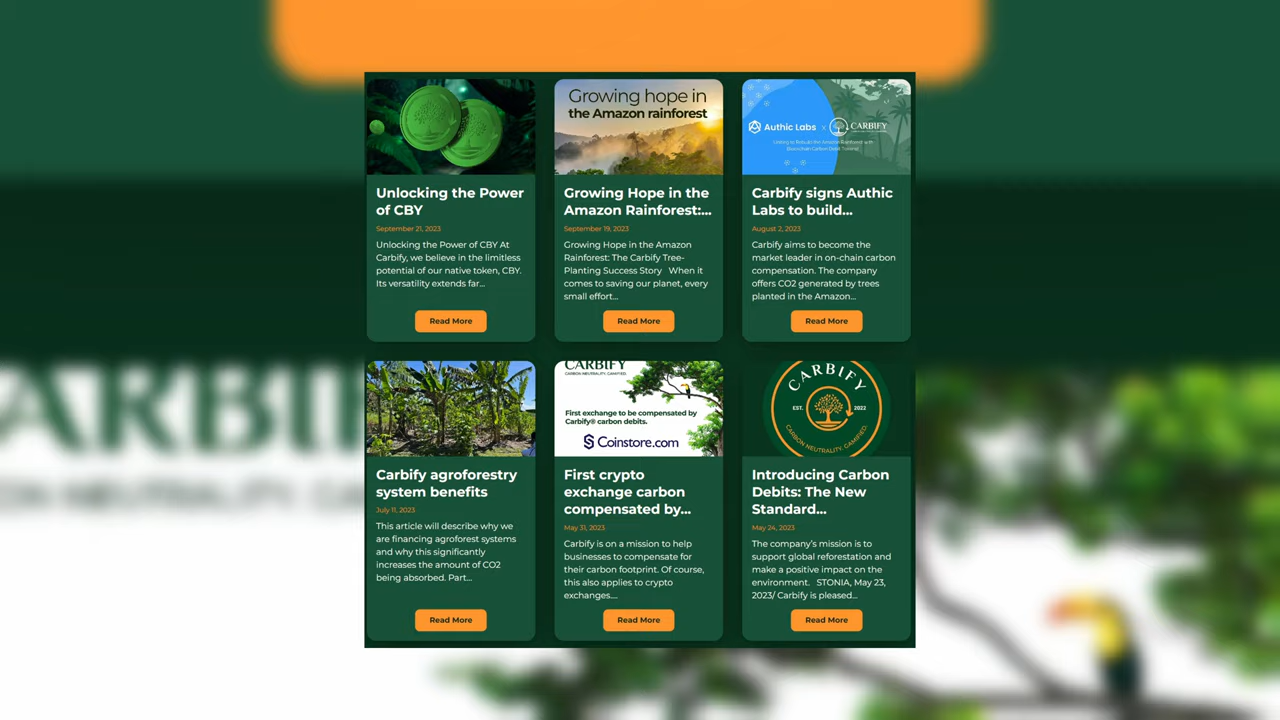 Growing hope in
the Amazon rainforest
Authic Labs x CARBIFY
Unlocking the Power
of CBY
September 21, 2023
Unlocking the Power of CBY At
Carbify, we believe in the limitless
potential of our native token, CBY.
Its versatility extends far...
Read More
Growing Hope in the
Amazon Rainforest:...
September 19, 2023
Growing Hope in the Amazon
Rainforest: The Carbify Tree-
Planting Success Story When it
comes to saving our planet, every
small effort...
Read More
Carbify signs Authic
Labs to build...
August 2, 2023
Carbify aims to become the
market leader in on-chain carbon
compensation. The company
offers CO2 generated by trees
planted in the Amazon...
Read More
CARBIFY
CARBON NEUTRALITY. GAMIFIED.
First exchange to be compensated by
Carbify® carbon debits.
Coinstore.com
CARBIFY
EST.
2022
CARBON NEUTRALITY. GAMIFIED.
Carbify agroforestry
system benefits
July 11, 2023
This article will describe why we
are financing agroforest systems
and why this significantly
increases the amount of CO2
being absorbed. Part...
Read More
First crypto
exchange carbon
compensated by...
May 31, 2023
Carbify is on a mission to help
businesses to compensate for
their carbon footprint. Of course,
this also applies to crypto
exchanges....
Read More
Introducing Carbon
Debits: The New
Standard...
May 24, 2023
The company's mission is to
support global reforestation and
make a positive impact on the
environment. STONIA, May 23,
2023/ Carbify is pleased...
Read More